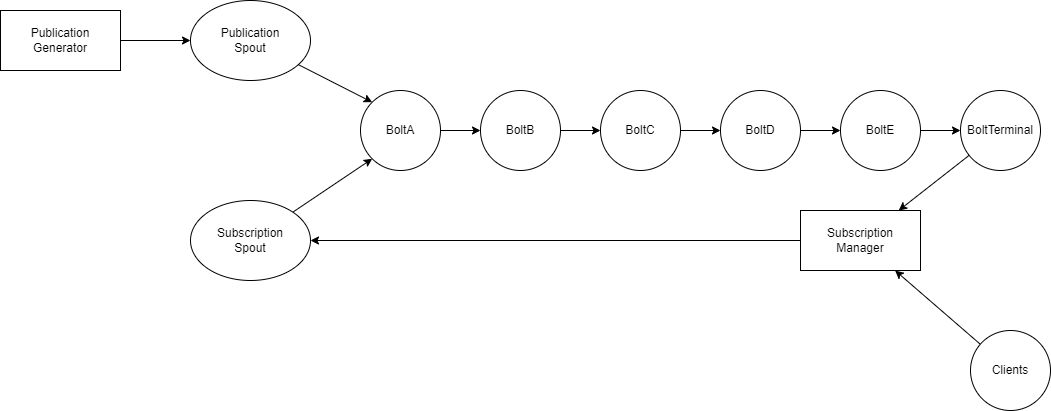 Publication
Generator
Publication
Spout
BoltA
BoltB
BoltC
BoltD
BoltE
BoltTerminal
Subscription
Spout
Subscription
Manager
Clients